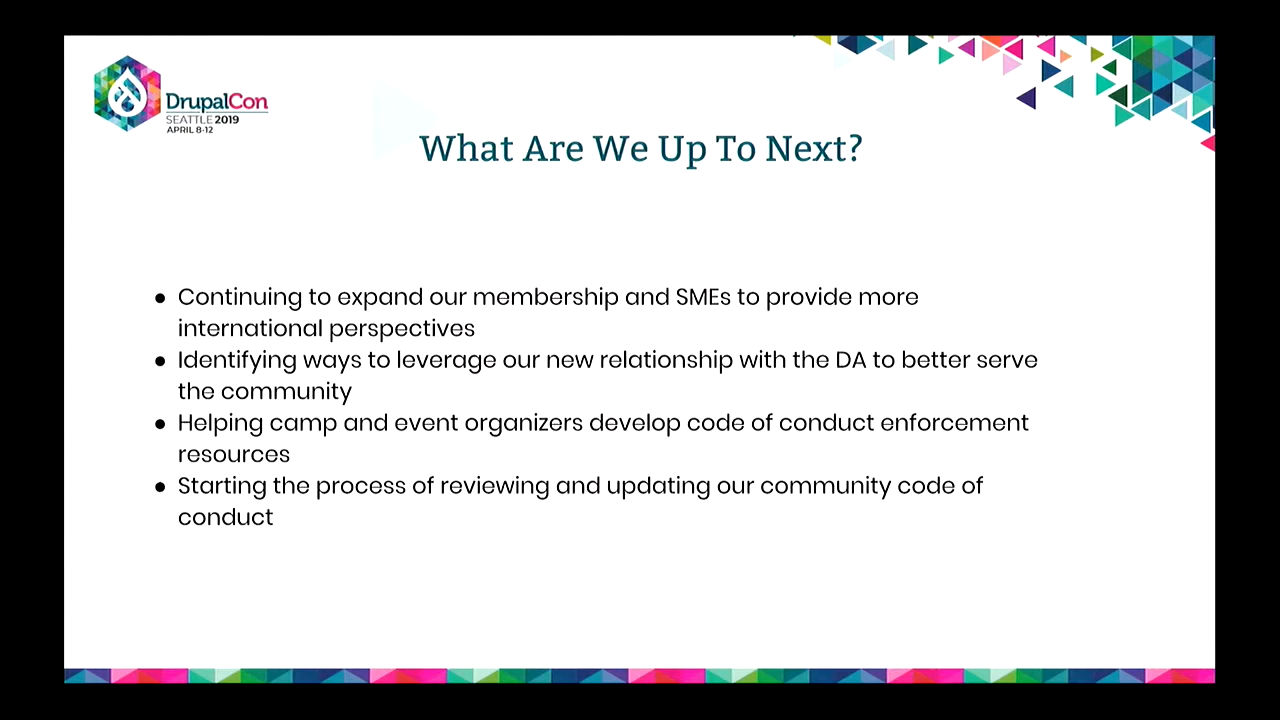 DrupalCon
SEATTLE 2019
APRIL 8-12
What Are We Up To Next?
● Continuing to expand our membership and SMEs to provide more
international perspectives
● Identifying ways to leverage our new relationship with the DA to better serve
the community
● Helping camp and event organizers develop code of conduct enforcement
resources
● Starting the process of reviewing and updating our community code of
conduct